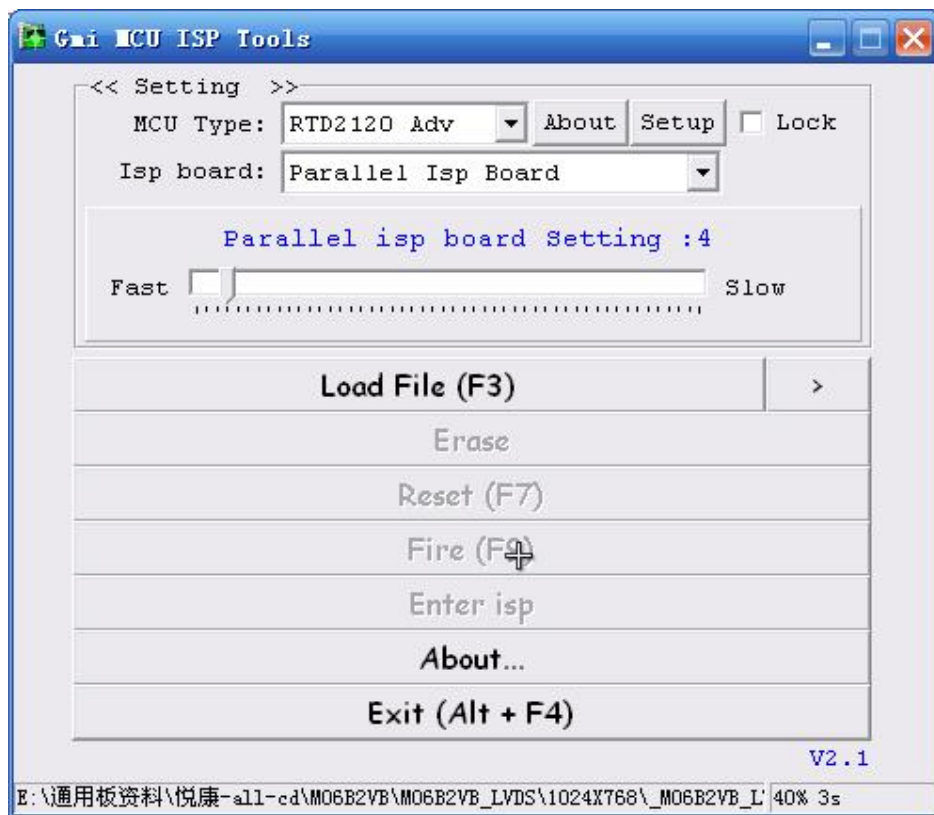 Gmi MCU ISP Tools
<< Setting >>
MCU Type: RTD2120 Adv About Setup Lock
Isp board: Parallel Isp Board
Parallel isp board Setting :4
Fast Slow
Load File (F3) >
Erase
Reset (F7)
Fire (F9)
Enter isp
About...
Exit (Alt + F4)
V2.1
E:\通用板资料\悦康-all-cd\M06B2VB\M06B2VB_LVDS\1024X768\_M06B2VB_L 40% 3s